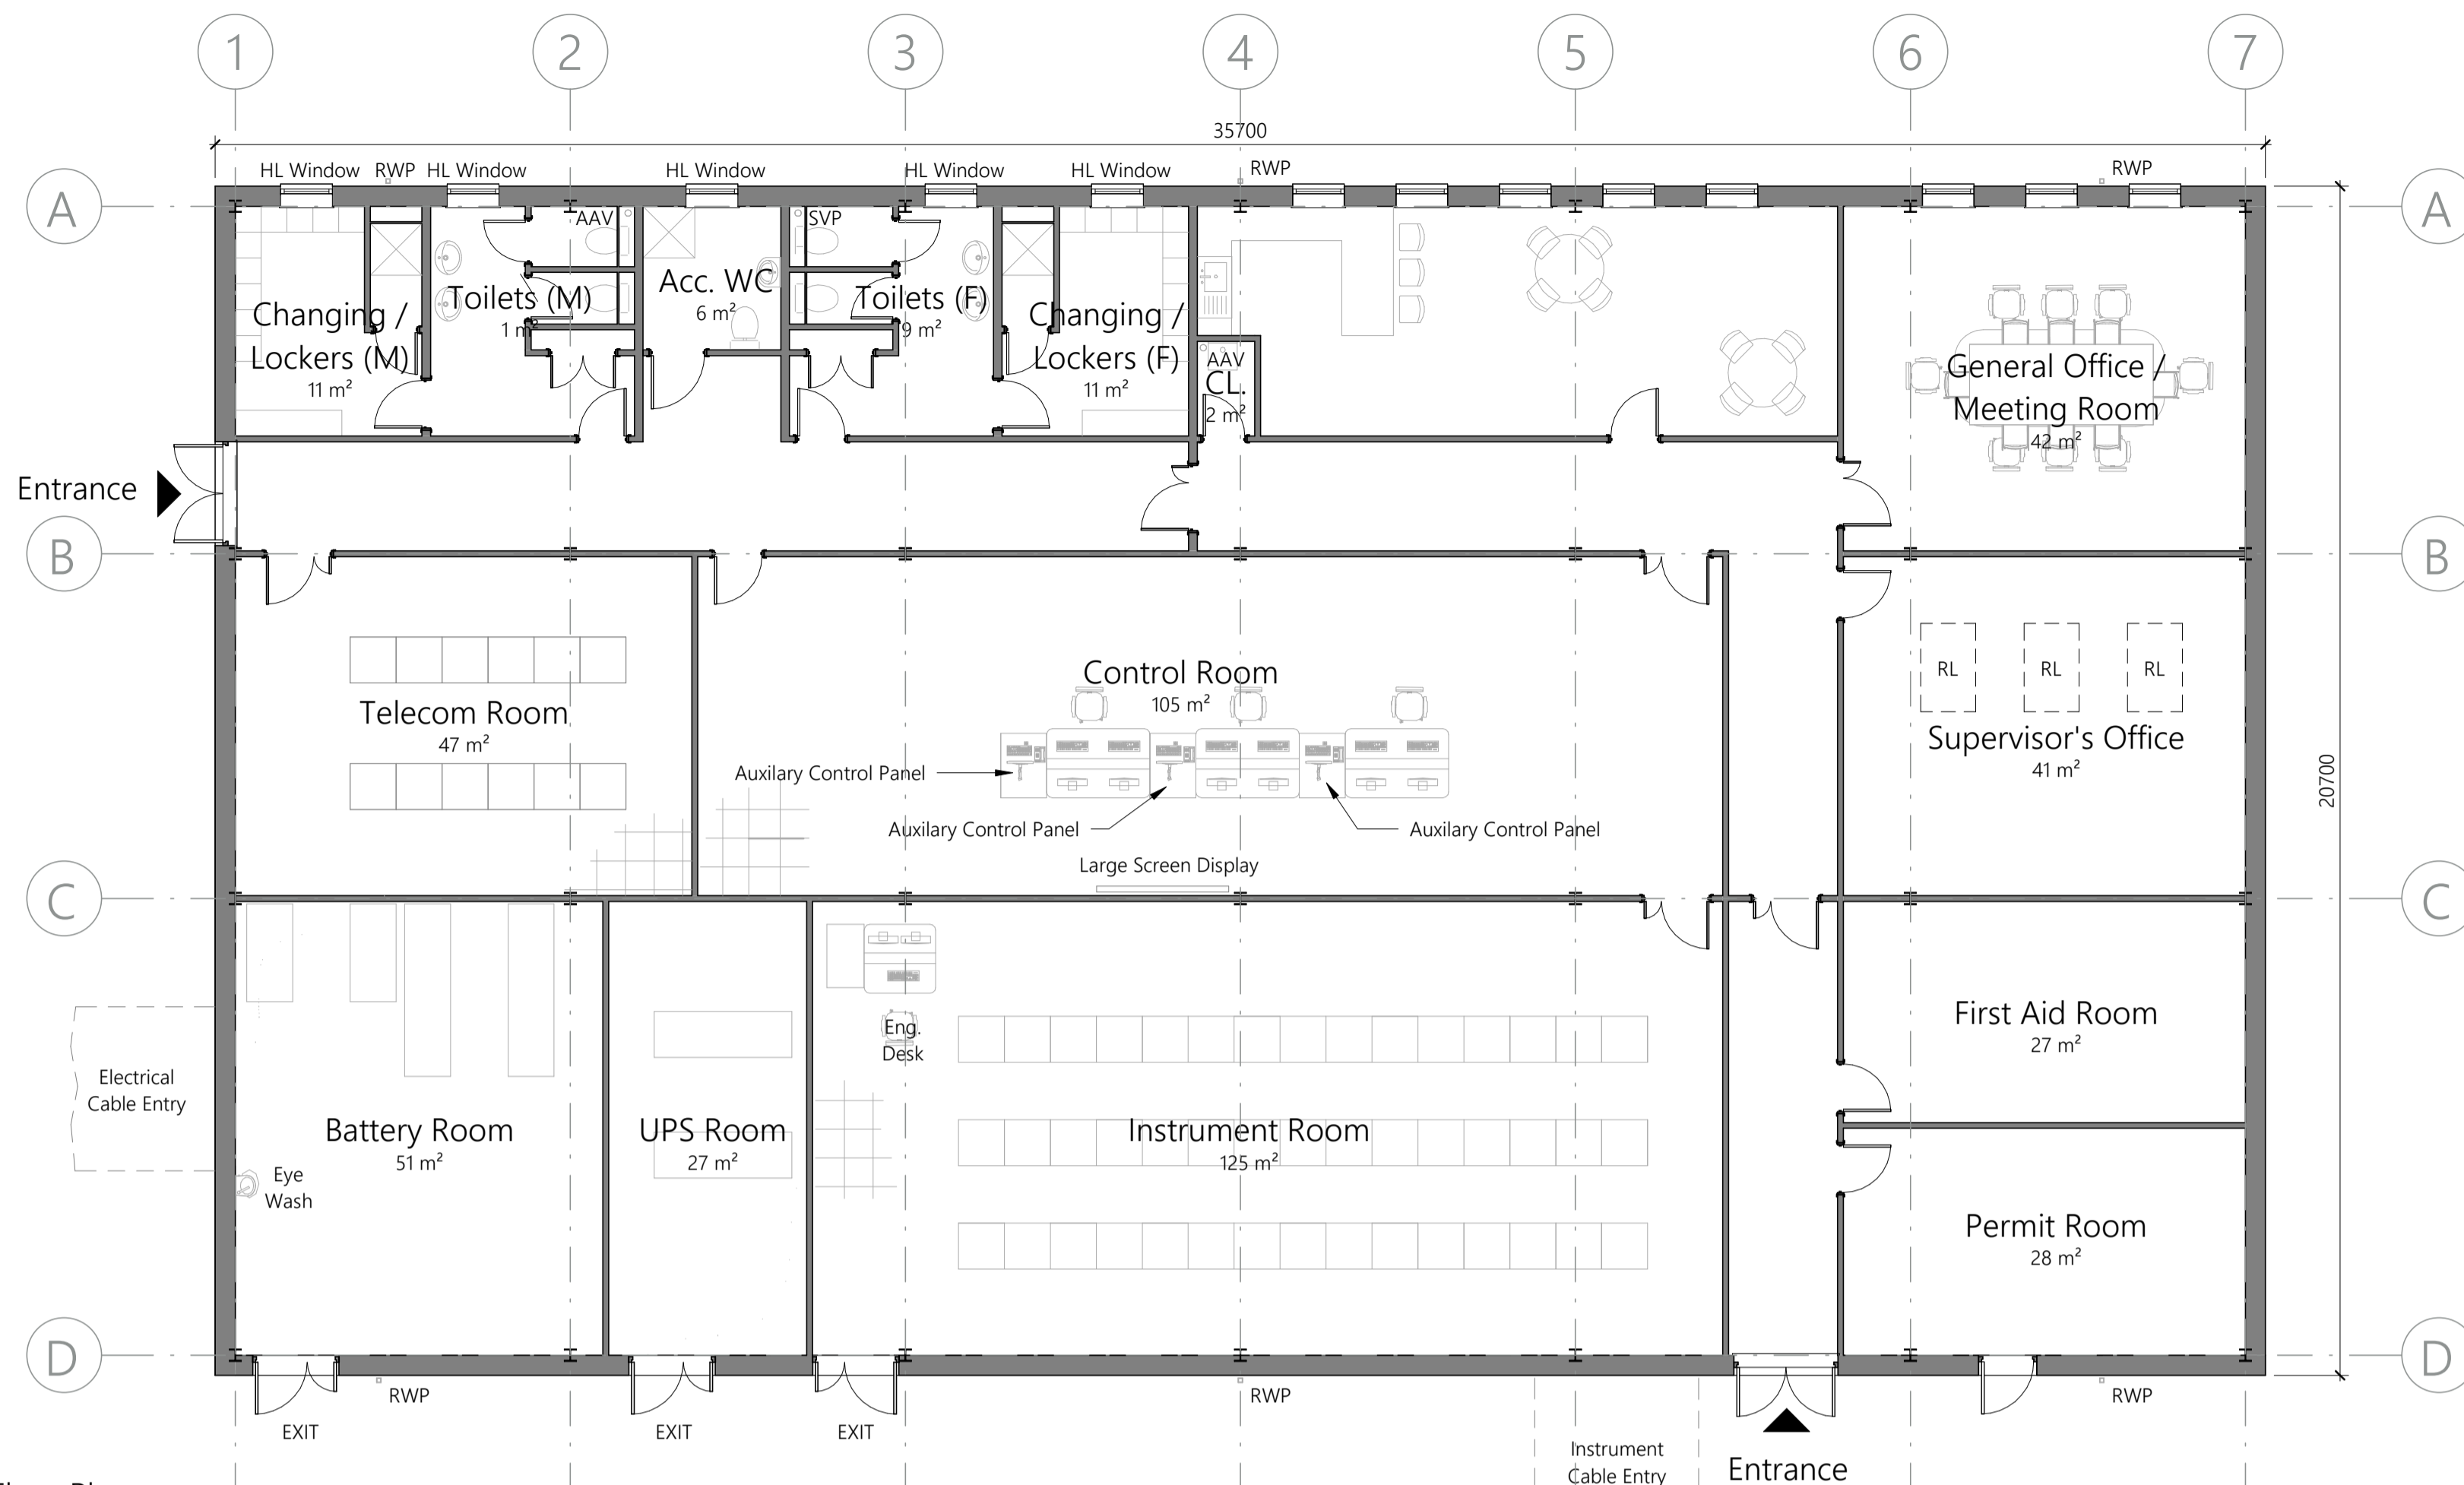 1 2 3 4 5 6 7
35700
HL Window RWP HL Window HL Window HL Window HL Window RWP RWP
A A
AAV SVP
Changing /
Lockers (M)
11 m²
Toilets (M)
1 m²
Acc. WC
6 m²
Toilets (F)
9 m²
Changing /
Lockers (F)
11 m²
AAV
CL.
2 m²
General Office /
Meeting Room
42 m²
Entrance
B B
Telecom Room
47 m²
Control Room
105 m²
Auxilary Control Panel
Auxilary Control Panel
Auxilary Control Panel
Large Screen Display
RL RL RL
Supervisor's Office
41 m²
20700
C C
Electrical
Cable Entry
Battery Room
51 m²
Eye
Wash
UPS Room
27 m²
Eng.
Desk
Instrument Room
125 m²
First Aid Room
27 m²
Permit Room
28 m²
D D
RWP RWP RWP
EXIT EXIT EXIT
Instrument
Cable Entry
Entrance